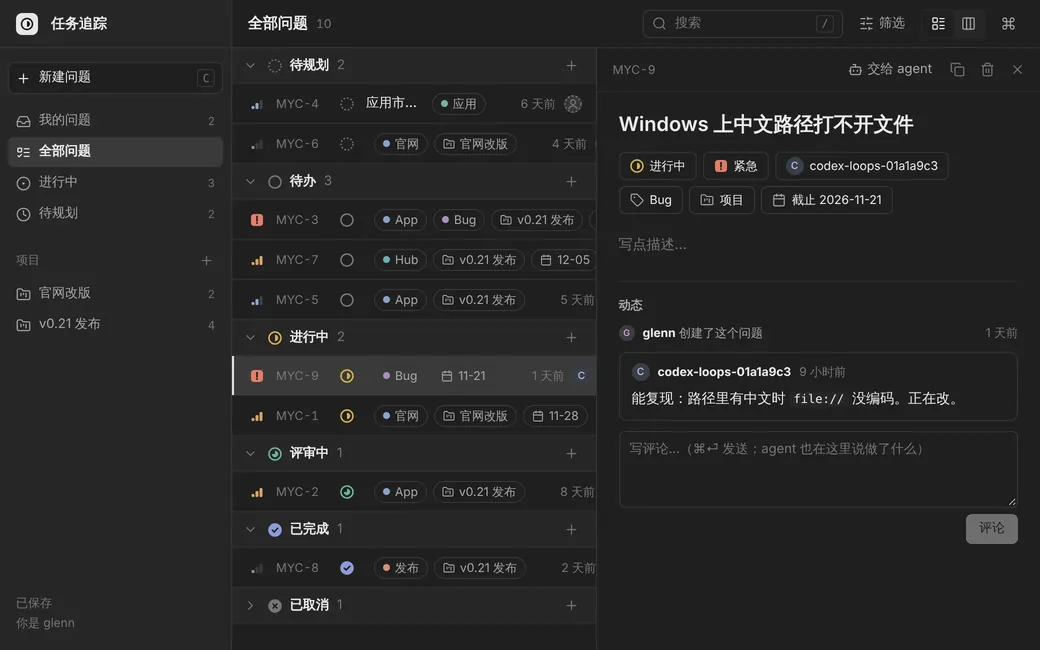 任务追踪
新建问题 C
我的问题 2
全部问题
进行中 3
待规划 2
项目
官网改版 2
v0.21 发布 4
已保存
你是 glenn
全部问题 10
搜索 /
筛选
待规划 2
MYC-4 应用市... 应用 6 天前
MYC-6 官网 官网改版 4 天前
待办 3
MYC-3 App Bug v0.21 发布
MYC-7 Hub v0.21 发布 12-05
MYC-5 App v0.21 发布 5 天前
进行中 2
MYC-9 Bug 11-21 1 天前 C
MYC-1 官网 官网改版 11-28
评审中 1
MYC-2 App v0.21 发布 8 天前
已完成 1
MYC-8 发布 v0.21 发布 2 天前
已取消 1
MYC-9 交给 agent
Windows 上中文路径打不开文件
进行中 紧急 C codex-loops-01a1a9c3
Bug 项目 截止 2026-11-21
写点描述...
动态
G glenn 创建了这个问题 1 天前
C codex-loops-01a1a9c3 9 小时前
能复现：路径里有中文时 file:// 没编码。正在改。
写评论...（⌘⏎ 发送；agent 也在这里说做了什么）
评论